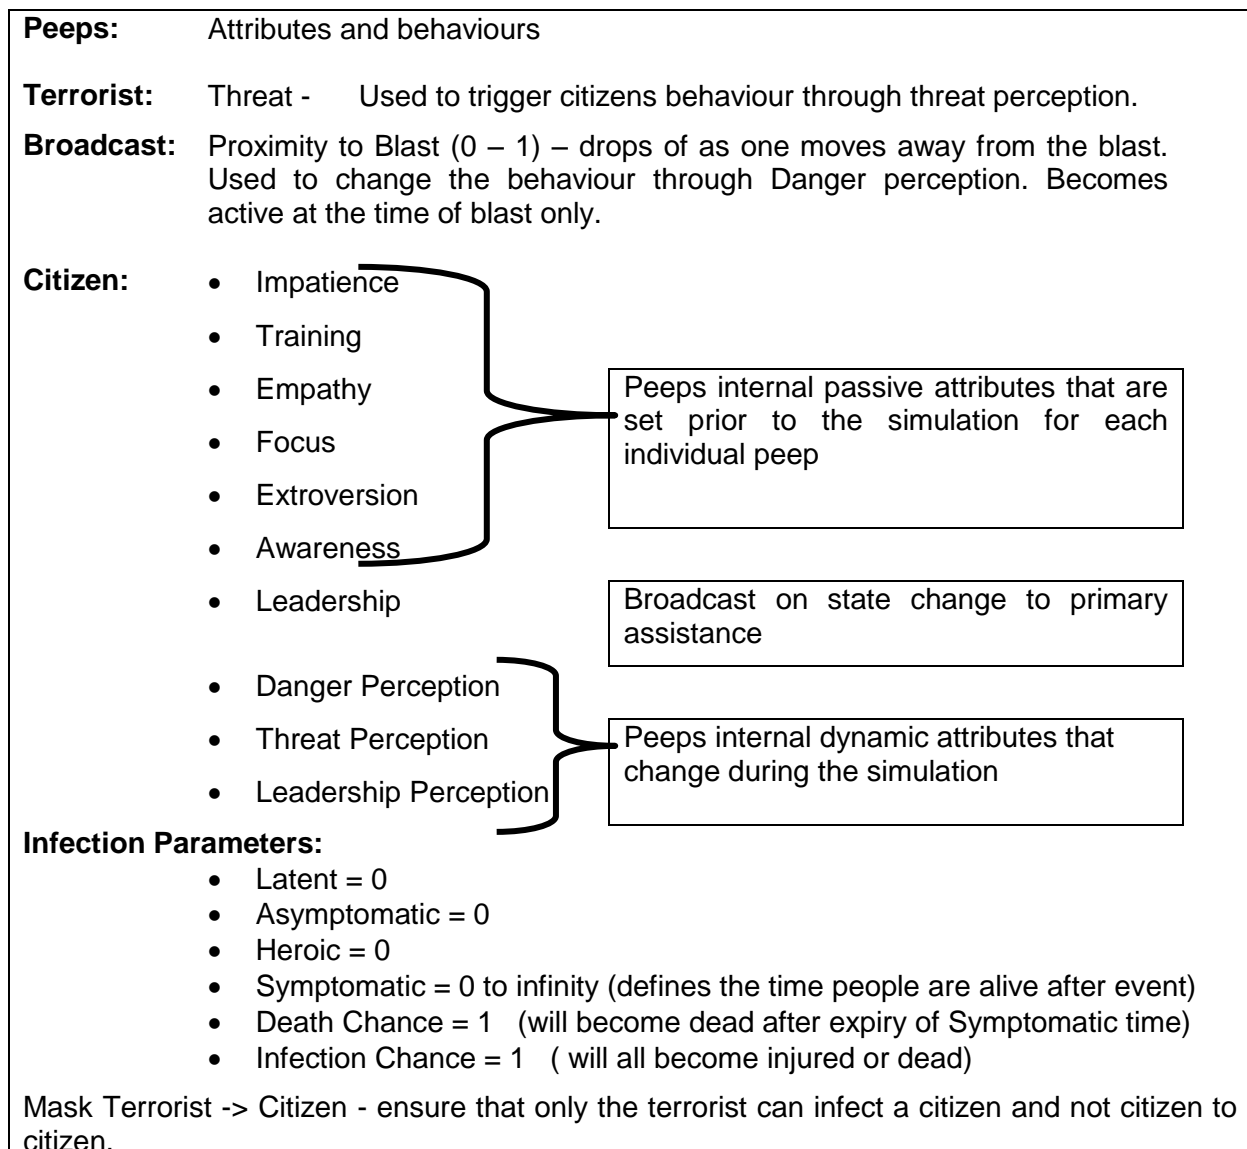 Peeps: Attributes and behaviours
Terrorist: Threat - Used to trigger citizens behaviour through threat perception.
Broadcast: Proximity to Blast (0 – 1) – drops of as one moves away from the blast.
Used to change the behaviour through Danger perception. Becomes
active at the time of blast only.
Citizen: • Impatience
• Training
• Empathy
• Focus
• Extroversion
• Awareness
Peeps internal passive attributes that are
set prior to the simulation for each
individual peep
• Leadership
Broadcast on state change to primary
assistance
• Danger Perception
• Threat Perception
• Leadership Perception
Peeps internal dynamic attributes that
change during the simulation
Infection Parameters:
• Latent = 0
• Asymptomatic = 0
• Heroic = 0
• Symptomatic = 0 to infinity (defines the time people are alive after event)
• Death Chance = 1 (will become dead after expiry of Symptomatic time)
• Infection Chance = 1 ( will all become injured or dead)
Mask Terrorist -> Citizen - ensure that only the terrorist can infect a citizen and not citizen to
citizen.